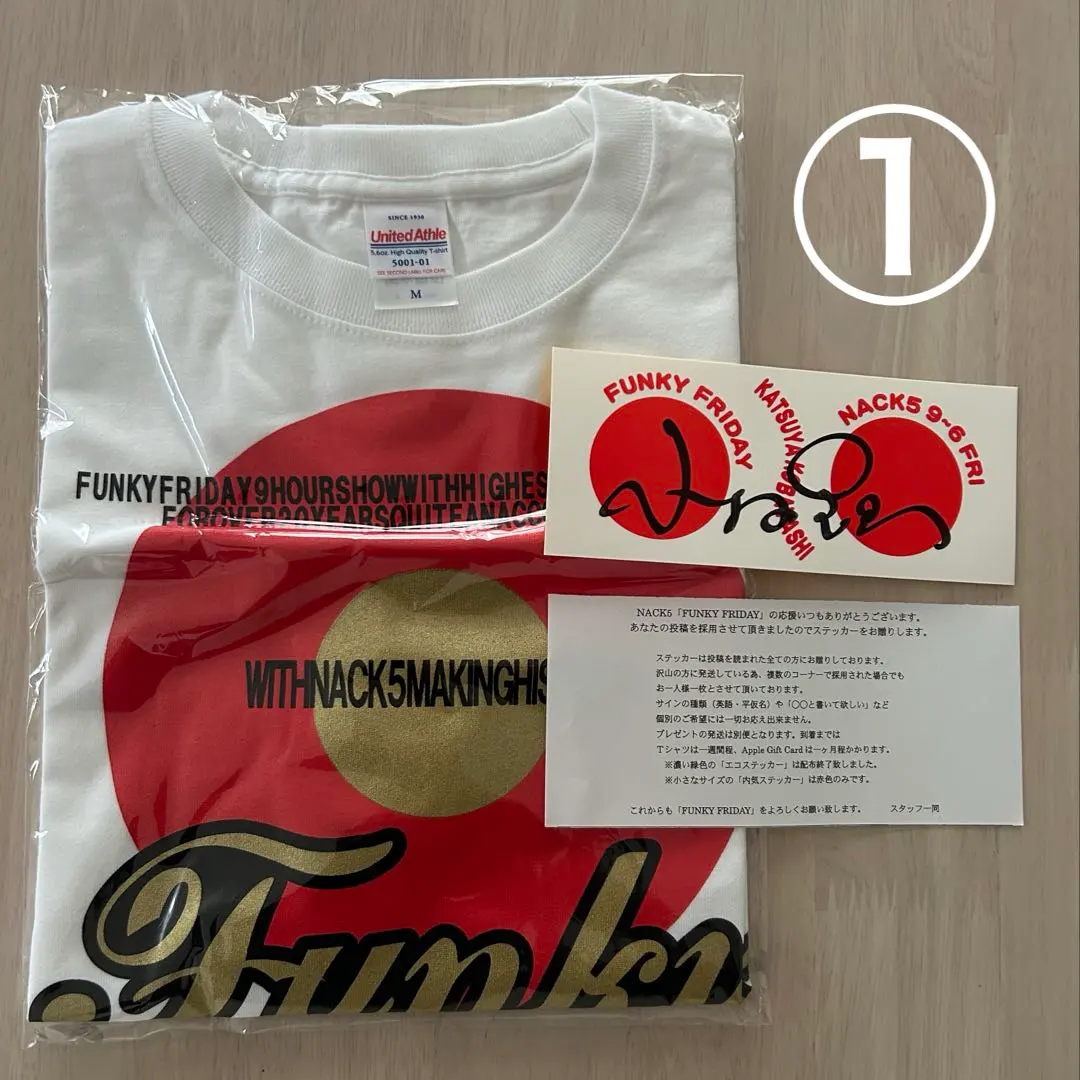 ①
SINCE 1930
United Athle
5.6oz. High Quality T-shirt
5001-01
SEE SECOND LABEL FOR CARE
M
FUNKYFRIDAY9HOURSHOWWITHHIGHES
WITHNACK5MAKINGHIS
Funky
FUNKY FRIDAY
KATSUYA KOBAYASHI
NACK5 9~6 FRI
NACK5「FUNKY FRIDAY」の応援いつもありがとうございます。
あなたの投稿を採用させて頂きましたのでステッカーをお贈りします。
ステッカーは投稿を読まれた全ての方にお贈りしております。
沢山の方に発送している為、複数のコーナーで採用された場合でも
お一人様一枚とさせて頂いております。
サインの種類（英語・平仮名）や「〇〇と書いて欲しい」など
個別のご希望には一切お応え出来ません。
プレゼントの発送は別便となります。到着までは
Tシャツは一週間程、Apple Gift Cardは一ヶ月程かかります。
※濃い緑色の「エコステッカー」は配布終了致しました。
※小さなサイズの「内気ステッカー」は赤色のみです。
これからも「FUNKY FRIDAY」をよろしくお願い致します。 スタッフ一同